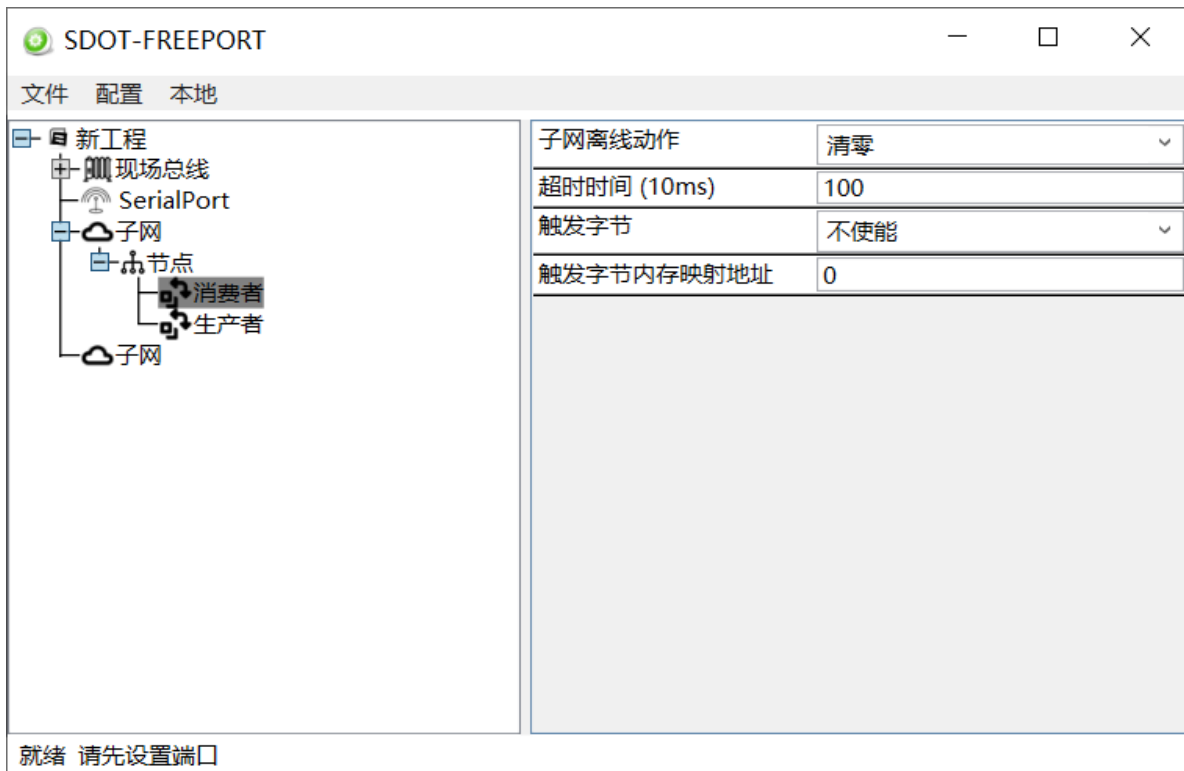 SDOT-FREEPORT
文件 配置 本地
新工程
现场总线
SerialPort
子网
节点
消费者
生产者
子网
子网离线动作 清零
超时时间 (10ms) 100
触发字节 不使能
触发字节内存映射地址 0
就绪 请先设置端口